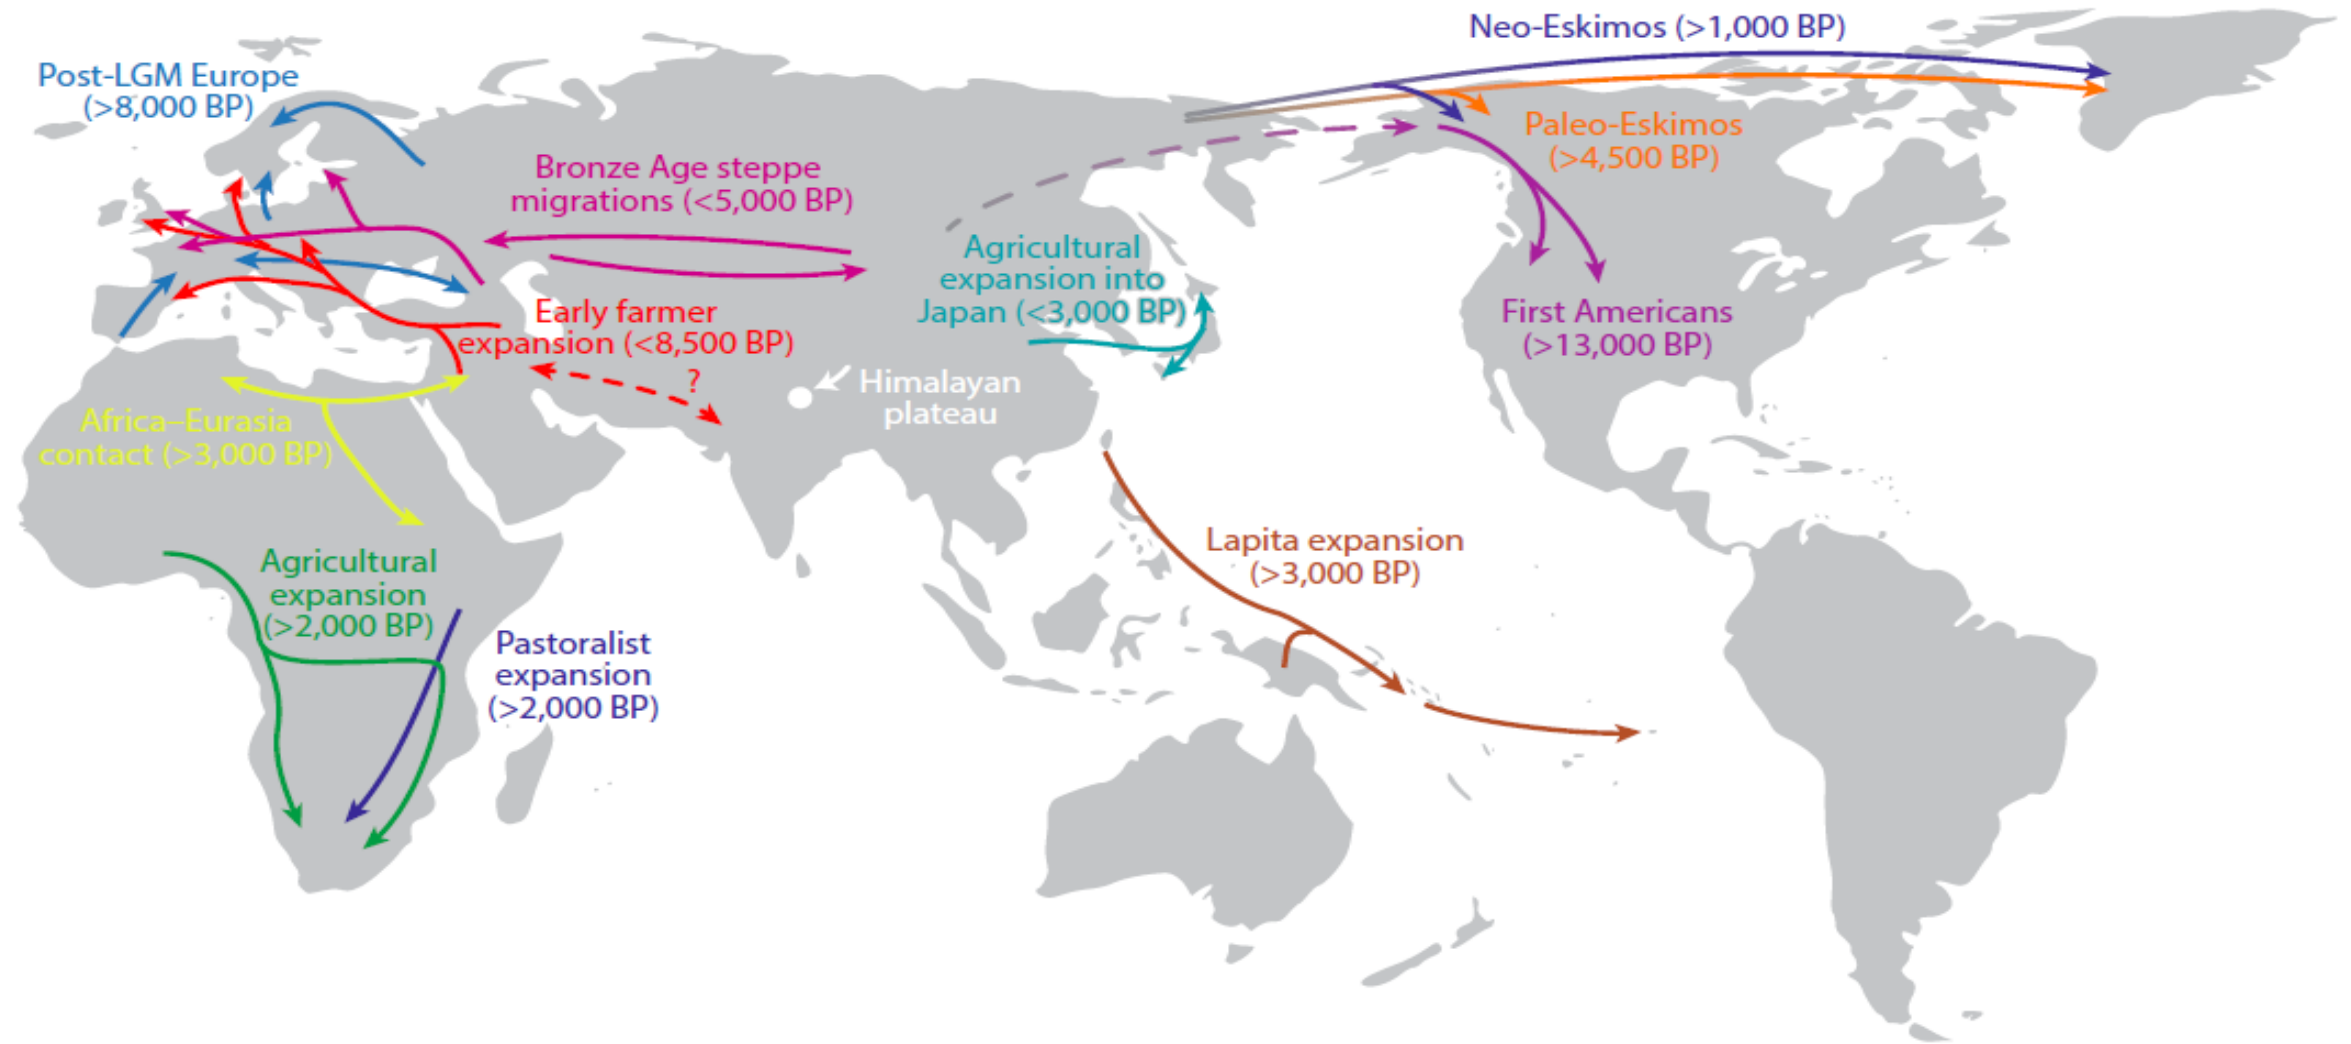 Neo-Eskimos (>1,000 BP)
Post-LGM Europe
(>8,000 BP)
Paleo-Eskimos
(>4,500 BP)
Bronze Age steppe
migrations (<5,000 BP)
Agricultural
expansion into
Japan (<3,000 BP)
Early farmer
expansion (<8,500 BP)
?
First Americans
(>13,000 BP)
Himalayan
plateau
Africa–Eurasia
contact (>3,000 BP)
Lapita expansion
(>3,000 BP)
Agricultural
expansion
(>2,000 BP)
Pastoralist
expansion
(>2,000 BP)